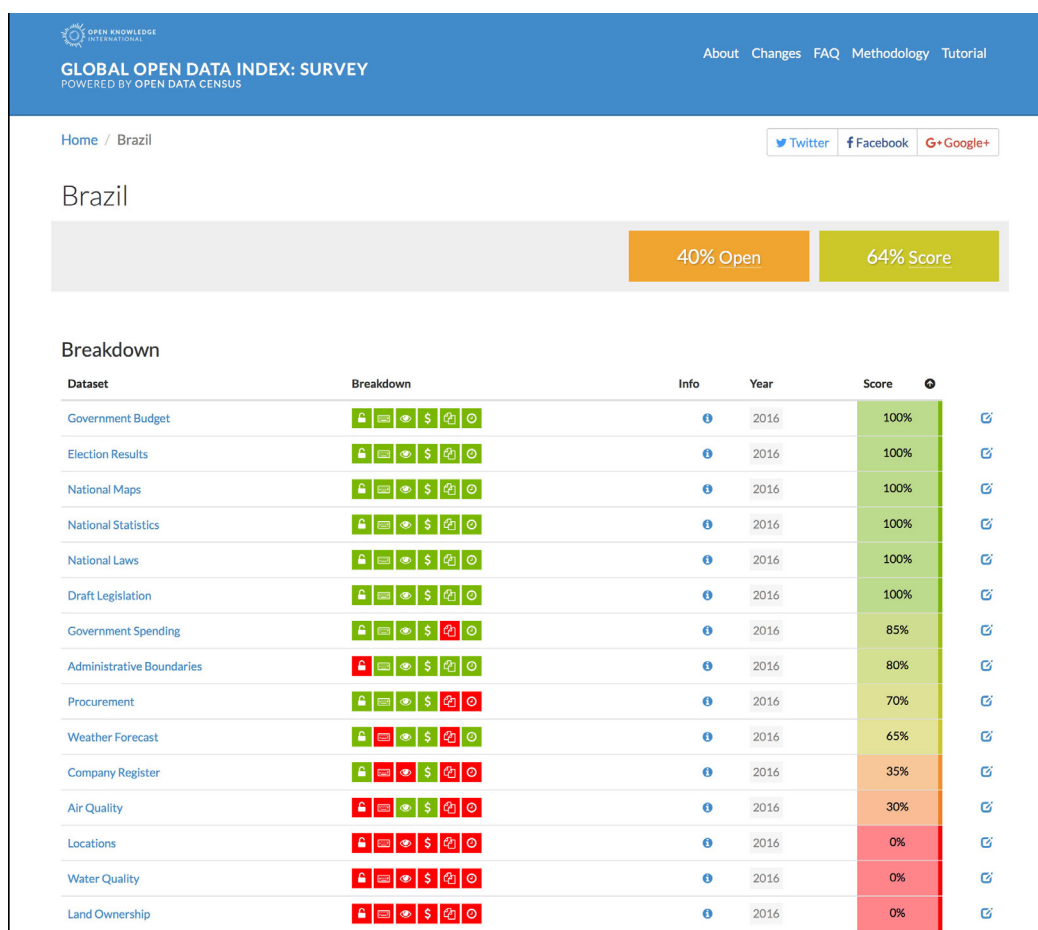 OPEN KNOWLEDGE
INTERNATIONAL
GLOBAL OPEN DATA INDEX: SURVEY
POWERED BY OPEN DATA CENSUS
About Changes FAQ Methodology Tutorial
Home / Brazil
Twitter Facebook G+ Google+
Brazil
40% Open 64% Score
Breakdown
Dataset Breakdown Info Year Score
Government Budget $ 2016 100%
Election Results $ 2016 100%
National Maps $ 2016 100%
National Statistics $ 2016 100%
National Laws $ 2016 100%
Draft Legislation $ 2016 100%
Government Spending $ 2016 85%
Administrative Boundaries $ 2016 80%
Procurement $ 2016 70%
Weather Forecast $ 2016 65%
Company Register $ 2016 35%
Air Quality $ 2016 30%
Locations $ 2016 0%
Water Quality $ 2016 0%
Land Ownership $ 2016 0%